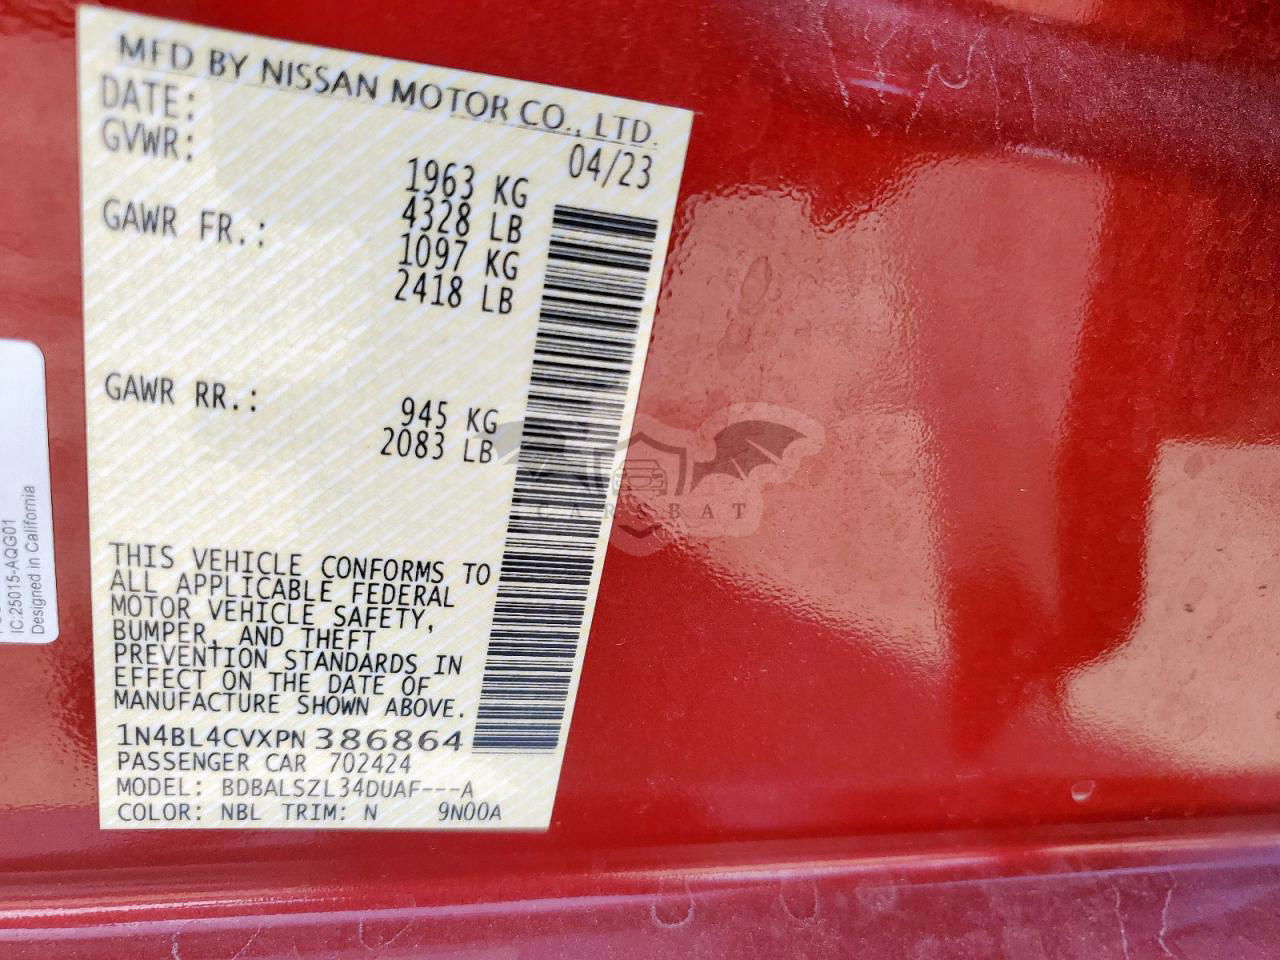 MFD BY NISSAN MOTOR CO., LTD.
DATE: 04/23
GVWR: 1963 KG
4328 LB
GAWR FR.: 1097 KG
2418 LB
GAWR RR.: 945 KG
2083 LB
THIS VEHICLE CONFORMS TO
ALL APPLICABLE FEDERAL
MOTOR VEHICLE SAFETY,
BUMPER, AND THEFT
PREVENTION STANDARDS IN
EFFECT ON THE DATE OF
MANUFACTURE SHOWN ABOVE.
1N4BL4CVXPN386864
PASSENGER CAR 702424
MODEL: BDBALSZL34DUAF---A
COLOR: NBL TRIM: N 9N00A
IC:25015-AQG01
Designed in California
CARSBAT